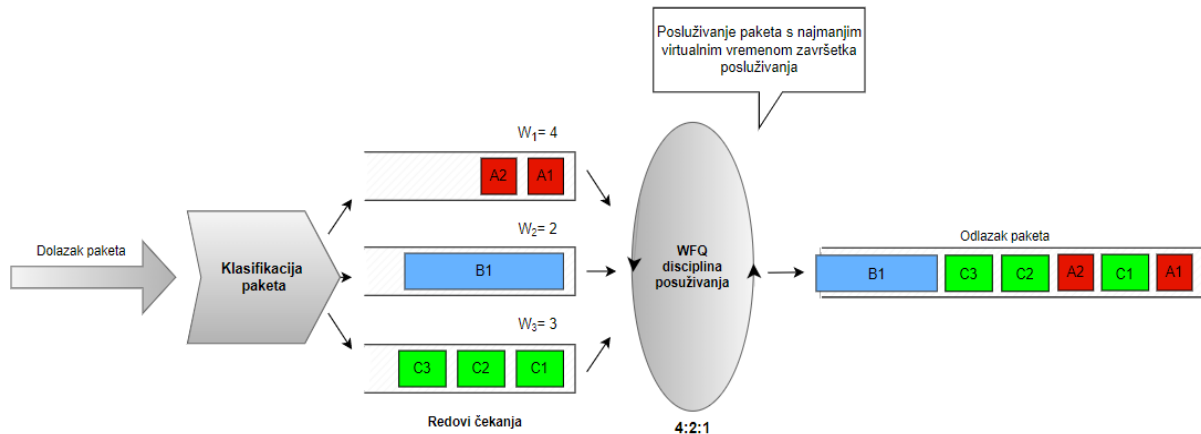 Posluživanje paketa s najmanjim
virtualnim vremenom završetka
posluživanja
W1= 4
A2 A1
Dolazak paketa
Klasifikacija
paketa
W2= 2
B1
W3= 3
C3 C2 C1
Redovi čekanja
WFQ
disciplina
posuživanja
4:2:1
Odlazak paketa
B1 C3 C2 A2 C1 A1